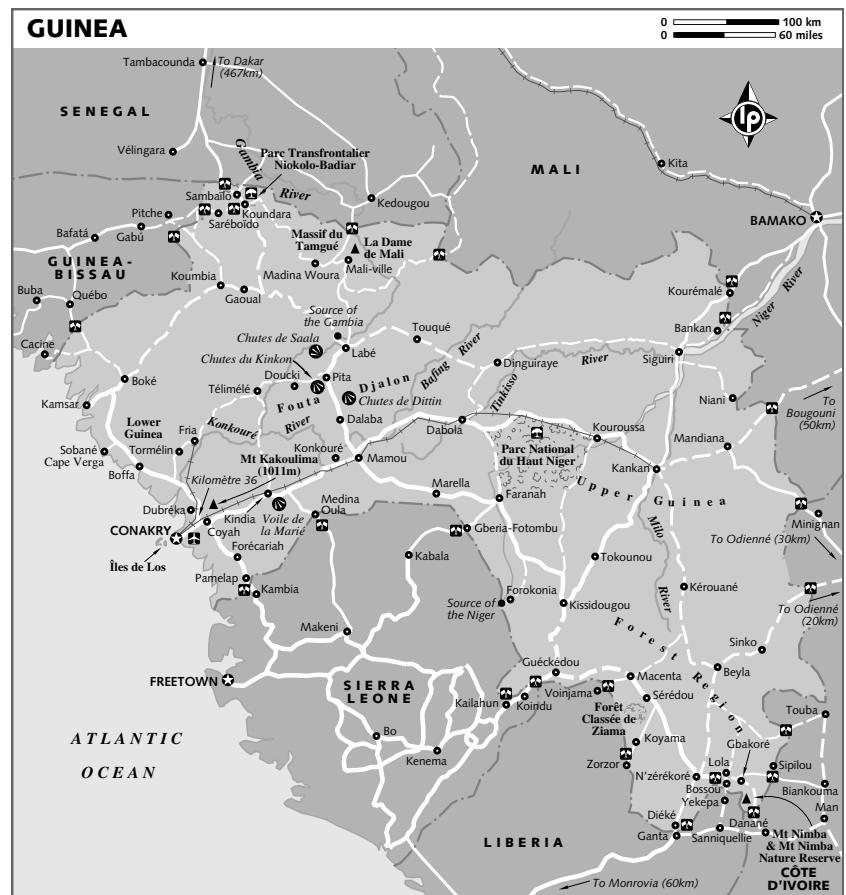 GUINEA
0 100 km
0 60 miles
Tambacounda
To Dakar
(467km)
SENEGAL
lp
Vélingara
Gambia
River
Parc Transfrontalier
Niokolo-Badiar
MALI
Kita
Sambaïlo
Koundara
Saréboïdo
Kedougou
Pitche
Bafatá
Gabú
BAMAKO
Massif du
Tamgué
La Dame
de Mali
GUINEA-
BISSAU
Madina Woura
Mali-ville
Koumbia
Gaoual
Kourémalé
Niger River
Buba
Québo
Source of
the Gambia
Bankan
Touqué
Chutes de Saala
Cacine
Labé
Bafing River
Chutes du Kinkon
River
Siguiri
Dinguiraye
Doucki
Pita
Boké
Télimélé
Fouta
Djalon
Chutes de Dittin
Tinkisso
Niani
To
Bougouni
(50km)
Kamsar
Dalaba
Konkouré
River
Dabola
Kouroussa
Lower
Guinea
Fria
Mandiana
Tormélin
Konkouré
Mamou
Parc National
du Haut Niger
Sobané
Cape Verga
Mt Kakoulima
(1011m)
Kankan
Boffa
Kilomètre 36
Upper Guinea
Marella
Faranah
Medina
Oula
Dubréka
Kindia
Voile de
la Marié
Minignan
CONAKRY
Coyah
Gberia-Fotombu
Milo
River
To Odienné (30km)
Forécariah
Kabala
Tokounou
Îles de Los
Pamelap
Kambia
Forokonia
Kérouané
Source of
the Niger
Kissidougou
To Odienné
(20km)
Makeni
Forest Region
Sinko
Guéckédou
Macenta
Beyla
FREETOWN
SIERRA
LEONE
Voinjama
Kailahun
Koindu
Sérédou
Touba
Forêt
Classée de
Ziama
Bo
Koyama
Gbakoré
ATLANTIC
OCEAN
Kenema
Zorzor
Lola
Sipilou
N'zérékoré
Bossou
Biankouma
Yekepa
Man
Diéké
Danané
Ganta
Sanniquellie
Mt Nimba
& Mt Nimba
Nature Reserve
LIBERIA
CÔTE
D'IVOIRE
To Monrovia (60km)